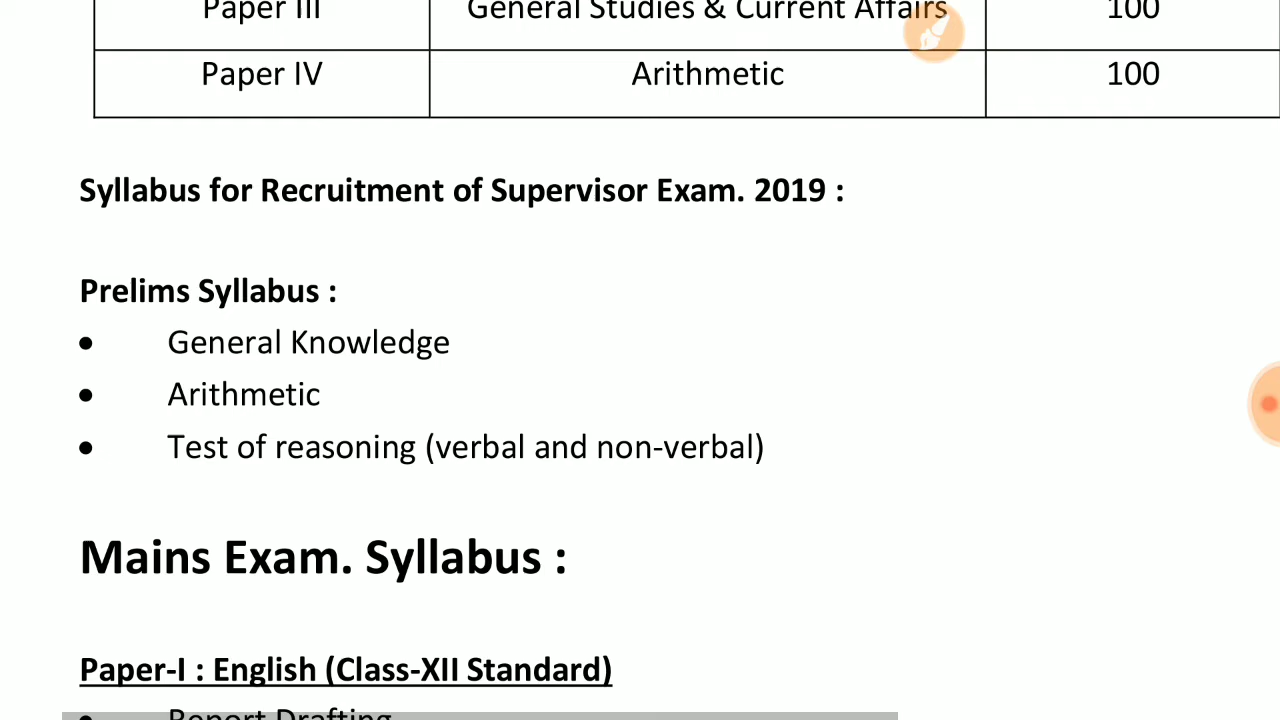 Paper III General Studies & Current Affairs 100
Paper IV Arithmetic 100
Syllabus for Recruitment of Supervisor Exam. 2019 :
Prelims Syllabus :
• General Knowledge
• Arithmetic
• Test of reasoning (verbal and non-verbal)
Mains Exam. Syllabus :
Paper-I : English (Class-XII Standard)
• Report Drafting